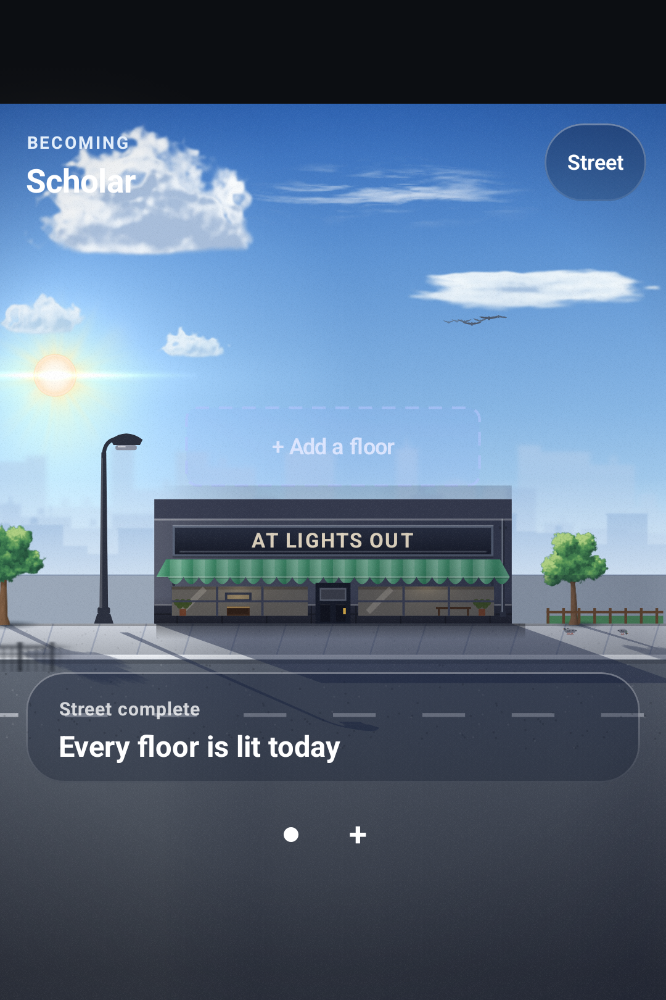 BECOMING
Scholar
Street
+ Add a floor
AT LIGHTS OUT
Street complete
Every floor is lit today
+